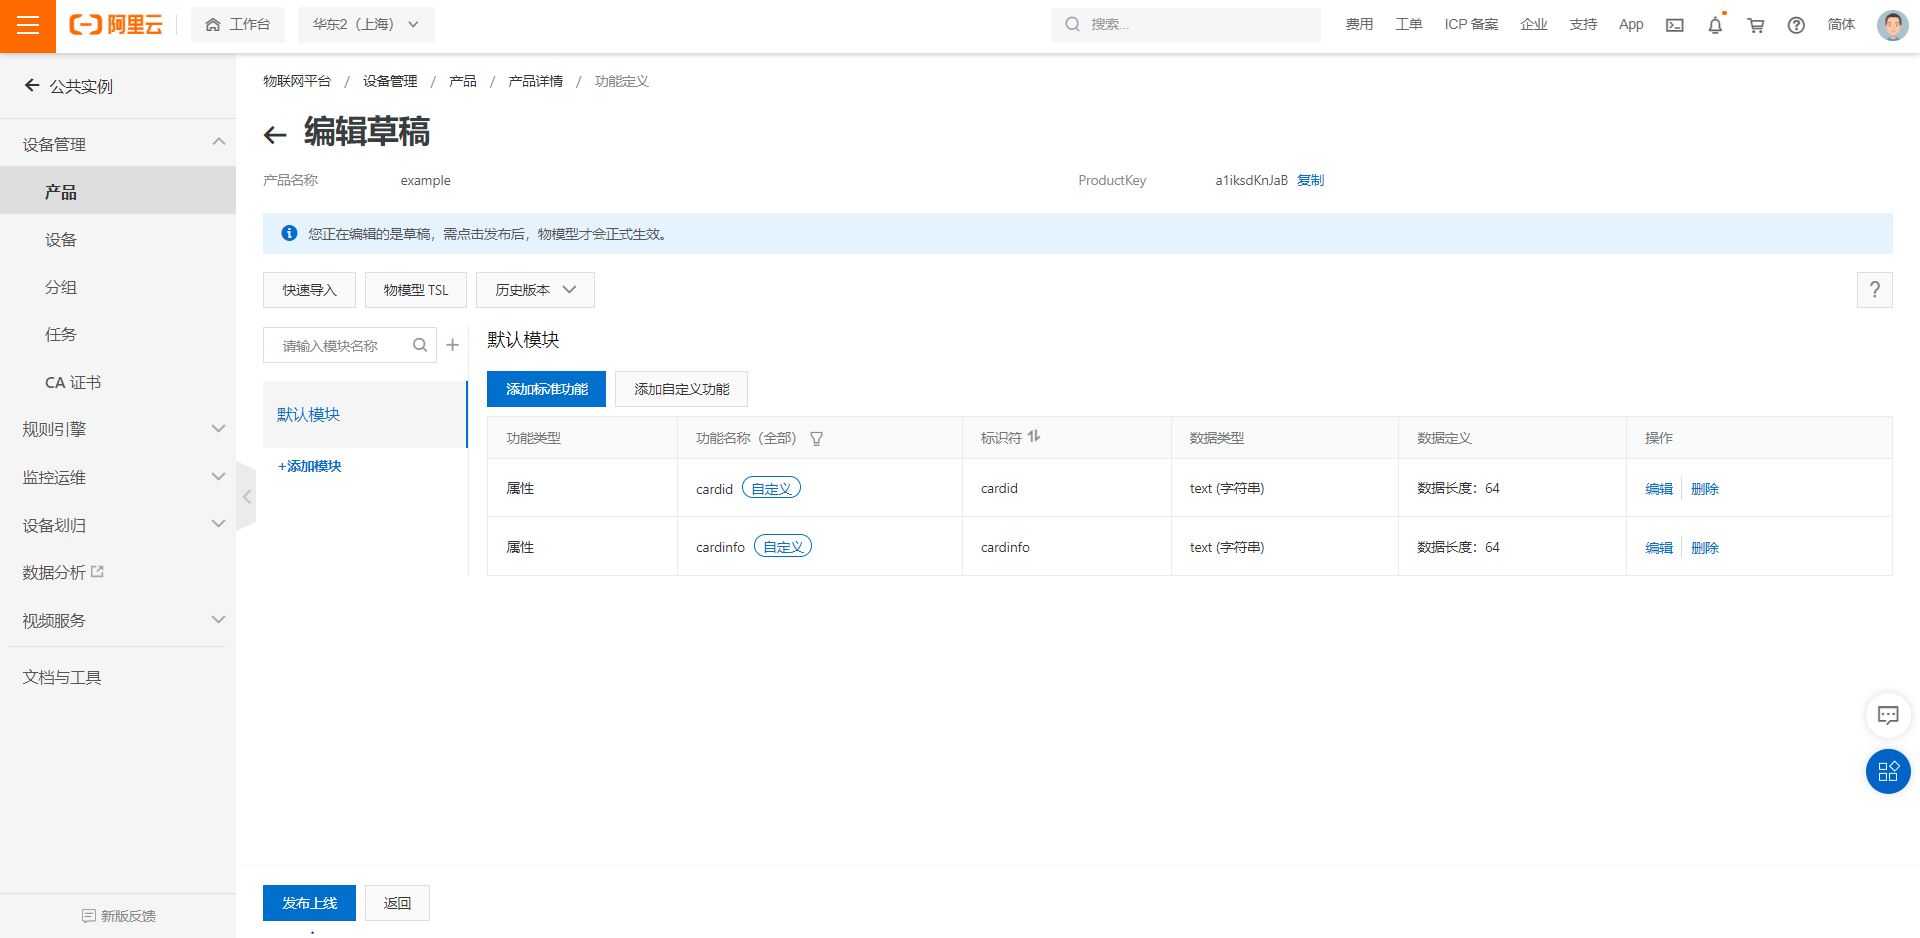 阿里云 工作台 华东2（上海） 搜索... 费用 工单 ICP 备案 企业 支持 App 简体
公共实例
设备管理
产品
设备
分组
任务
CA 证书
规则引擎
监控运维
设备划归
数据分析
视频服务
文档与工具
新版反馈
物联网平台 / 设备管理 / 产品 / 产品详情 / 功能定义
编辑草稿
产品名称 example ProductKey a1iksdKnJaB 复制
您正在编辑的是草稿，需点击发布后，物模型才会正式生效。
快速导入 物模型 TSL 历史版本 ?
请输入模块名称 +
默认模块
+添加模块
默认模块
添加标准功能 添加自定义功能
功能类型 功能名称（全部） 标识符 数据类型 数据定义 操作
属性 cardid 自定义 cardid text (字符串) 数据长度：64 编辑 删除
属性 cardinfo 自定义 cardinfo text (字符串) 数据长度：64 编辑 删除
发布上线 返回